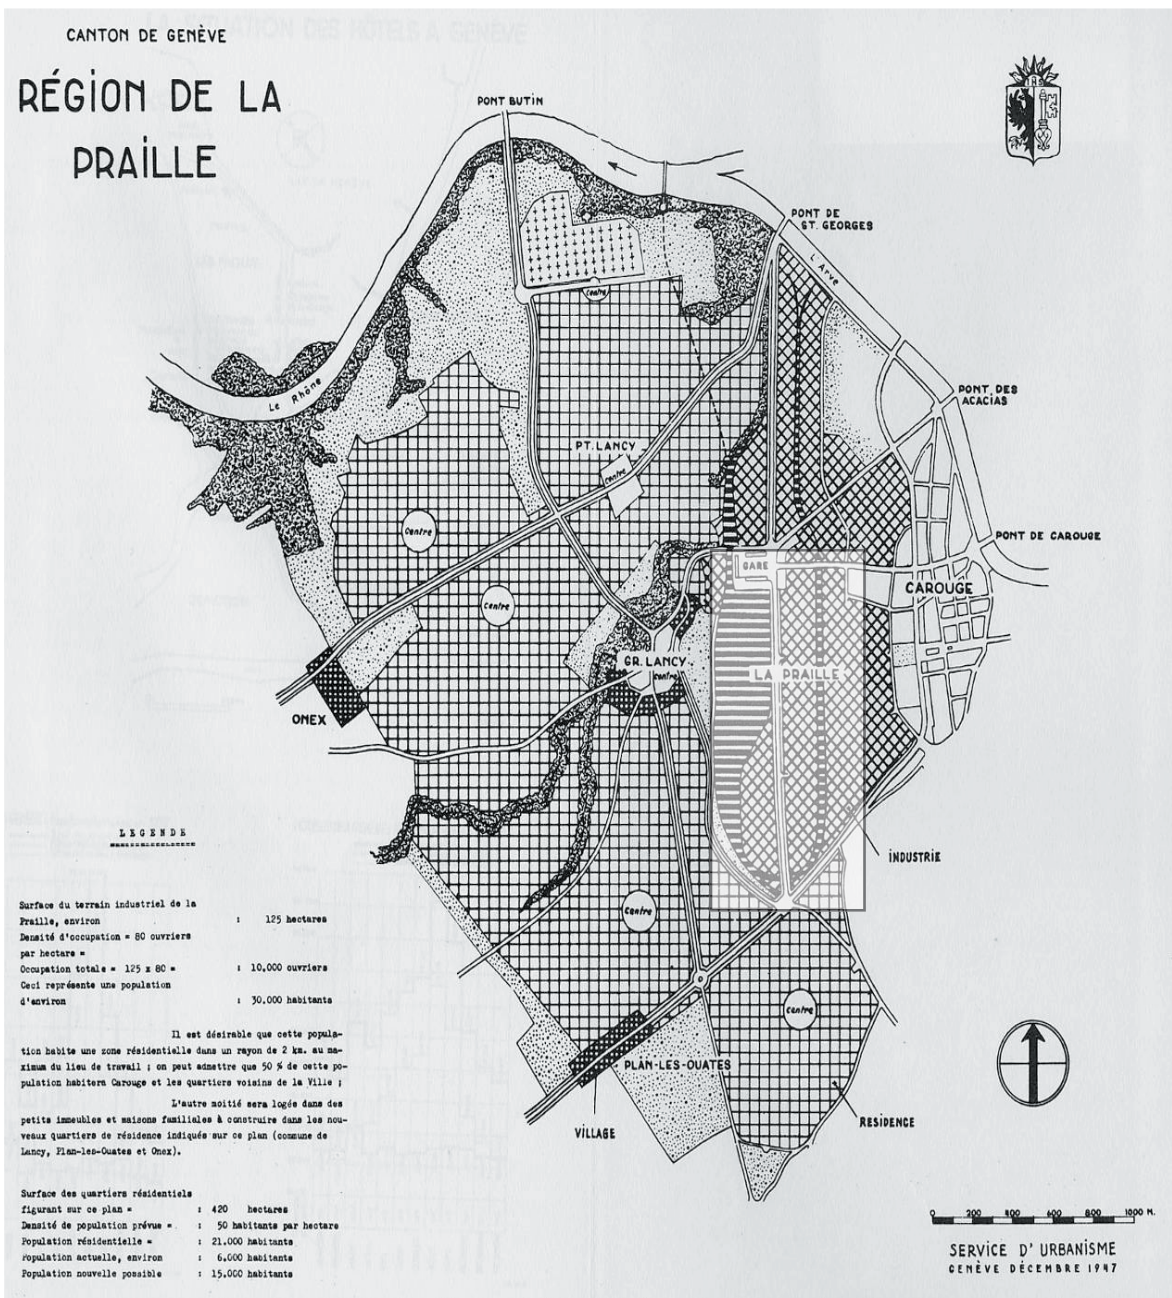 CANTON DE GENÈVE
RÉGION DE LA
PRAILLE
PONT BUTIN
PONT DE
ST. GEORGES
L'Arve
Centre
PONT DES
ACACIAS
Le Rhône
PT. LANCY
Centre
Centre
PONT DE CAROUGE
GARE
CAROUGE
Centre
GR. LANCY
Centre
LA PRAILLE
ONEX
LEGENDE
INDUSTRIE
Surface du terrain industriel de la
Praille, environ : 125 hectares
Densité d'occupation = 80 ouvriers
par hectare =
Occupation totale = 125 x 80 = : 10.000 ouvriers
Ceci représente une population
d'environ : 30.000 habitants
Centre
Centre
Il est désirable que cette popula-
tion habite une zone résidentielle dans un rayon de 2 km. au ma-
ximum du lieu de travail ; on peut admettre que 50 % de cette po-
pulation habitera Carouge et les quartiers voisins de la Ville ;
L'autre moitié sera logée dans des
petits immeubles et maisons familiales à construire dans les nou-
veaux quartiers de résidence indiqués sur ce plan (commune de
Lancy, Plan-les-Ouates et Onex).
PLAN-LES-OUATES
VILLAGE
RESIDENCE
Surface des quartiers résidentiels
figurant sur ce plan = : 420 hectares
Densité de population prévue = : 50 habitants par hectare
Population résidentielle = : 21.000 habitants
Population actuelle, environ : 6.000 habitants
Population nouvelle possible : 15.000 habitants
0 200 400 600 800 1000 M.
SERVICE D'URBANISME
GENÈVE DÉCEMBRE 1947